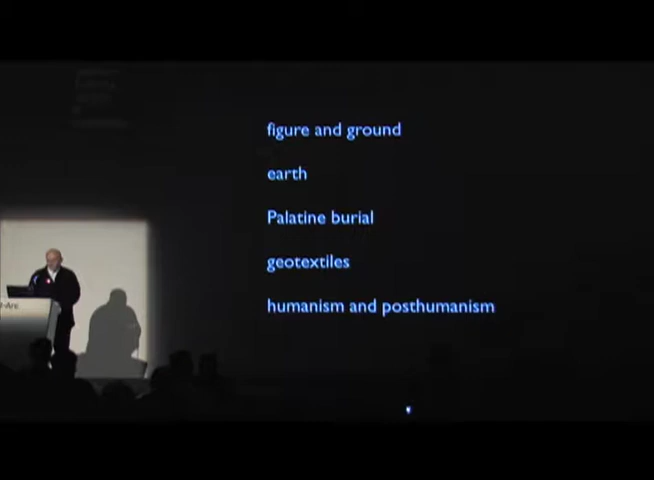 figure and ground
earth
Palatine burial
geotextiles
humanism and posthumanism